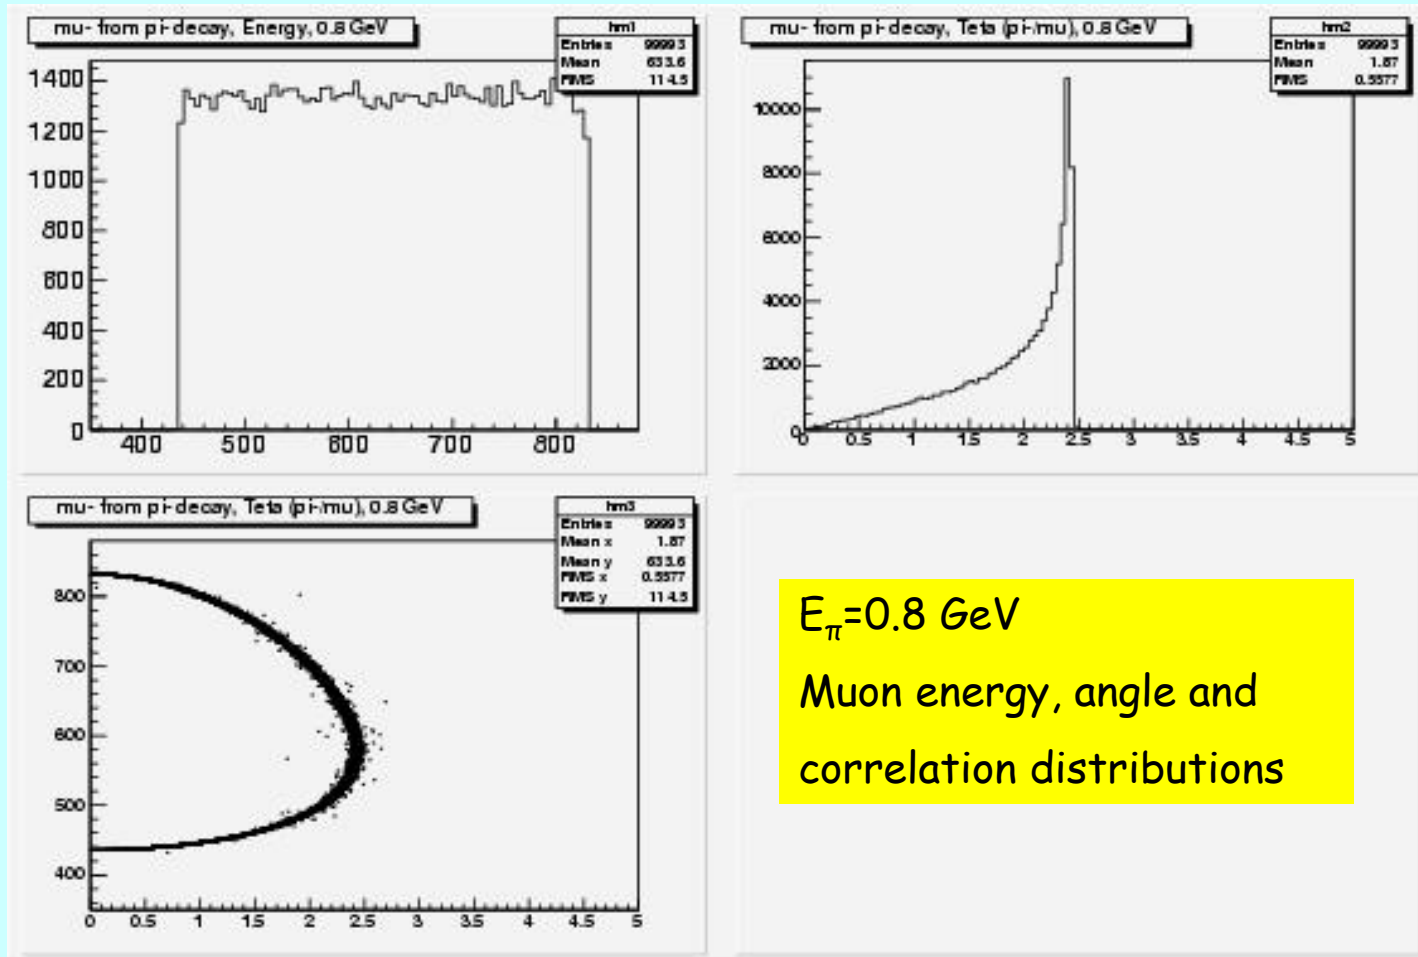 mu- from pi-decay, Energy, 0.8 GeV
hm1
Entries 99993
Mean 633.6
RMS 114.5
1400
1200
1000
800
600
400
200
0
400 500 600 700 800
mu- from pi-decay, Teta (pi-/mu), 0.8 GeV
hm2
Entries 99993
Mean 1.87
RMS 0.5577
10000
8000
6000
4000
2000
0
0 0.5 1 1.5 2 2.5 3 3.5 4 4.5 5
mu- from pi-decay, Teta (pi-/mu), 0.8 GeV
hm3
Entries 99993
Mean x 1.87
Mean y 633.6
RMS x 0.5577
RMS y 114.5
800
700
600
500
400
0 0.5 1 1.5 2 2.5 3 3.5 4 4.5 5
Eπ=0.8 GeV
Muon energy, angle and
correlation distributions